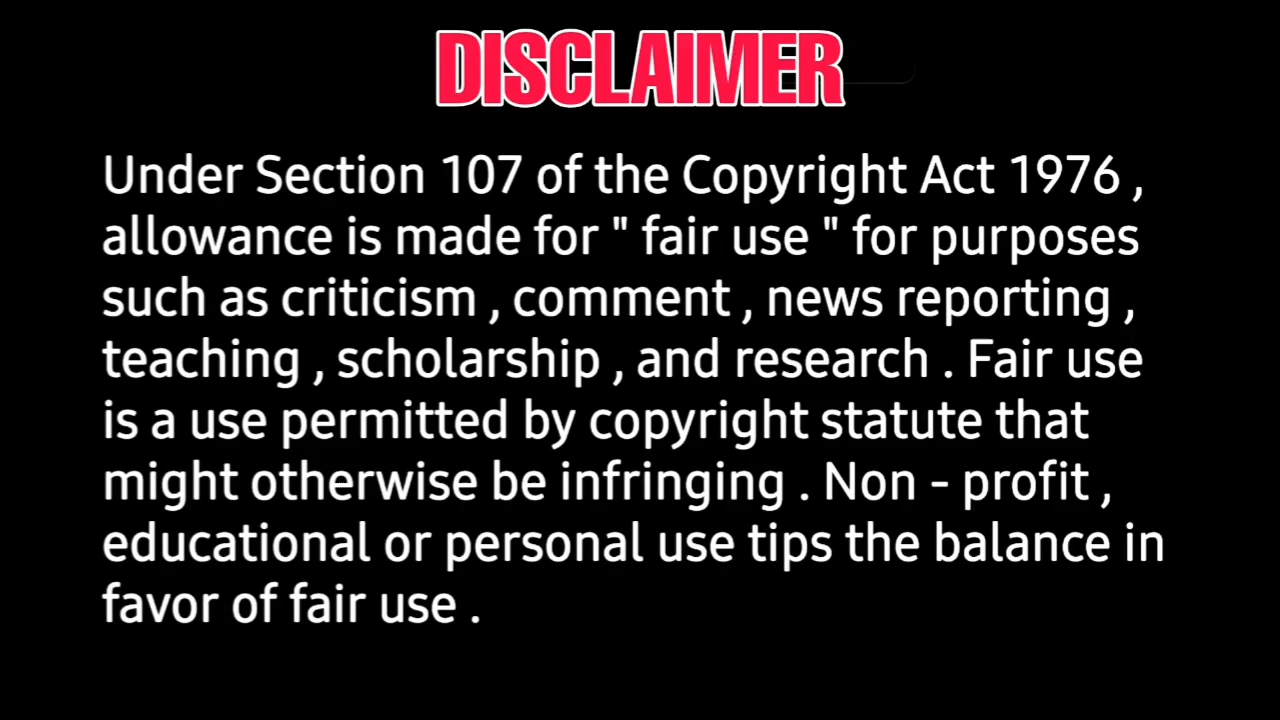 DISCLAIMER
Under Section 107 of the Copyright Act 1976 ,
allowance is made for " fair use " for purposes
such as criticism , comment , news reporting ,
teaching , scholarship , and research . Fair use
is a use permitted by copyright statute that
might otherwise be infringing . Non - profit ,
educational or personal use tips the balance in
favor of fair use .